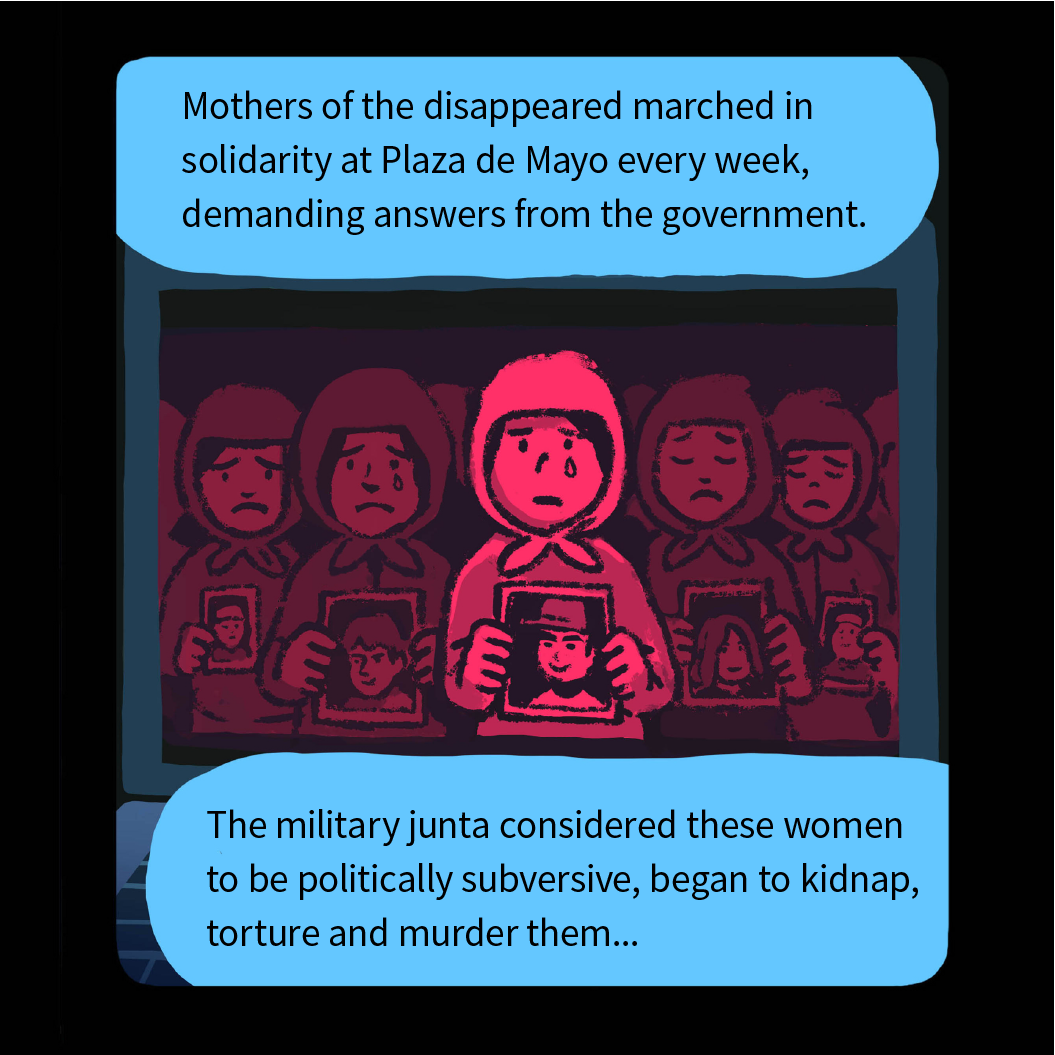 Mothers of the disappeared marched in
solidarity at Plaza de Mayo every week,
demanding answers from the government.
The military junta considered these women
to be politically subversive, began to kidnap,
torture and murder them...